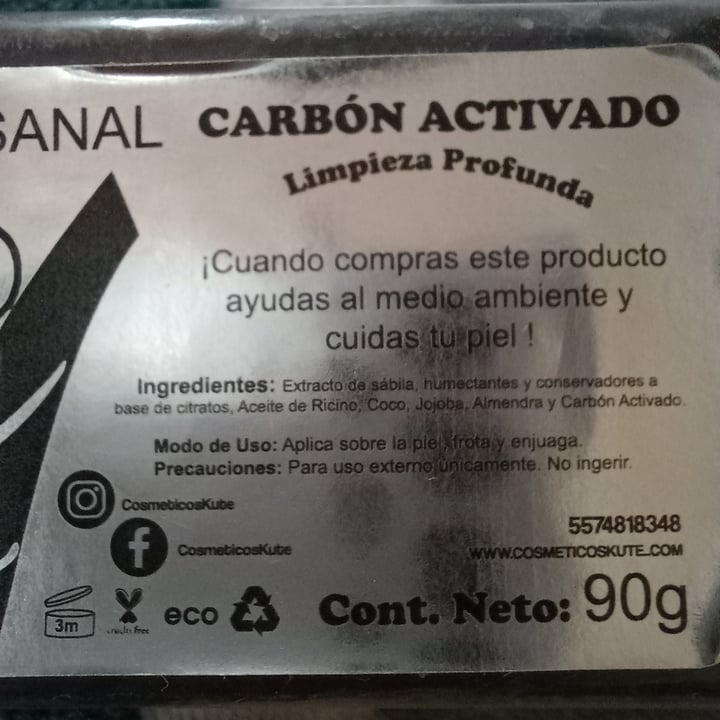 SANAL
CARBÓN ACTIVADO
Limpieza Profunda
¡Cuando compras este producto
ayudas al medio ambiente y
cuidas tu piel !
Ingredientes: Extracto de sábila, humectantes y conservadores a
base de citratos, Aceite de Ricino, Coco, Jojoba, Almendra y Carbón Activado.
Modo de Uso: Aplica sobre la piel, frota y enjuaga.
Precauciones: Para uso externo únicamente. No ingerir.
CosmeticosKute
CosmeticosKute
5574818348
WWW.COSMETICOSKUTE.COM
3m
cruelty free
eco
Cont. Neto: 90g